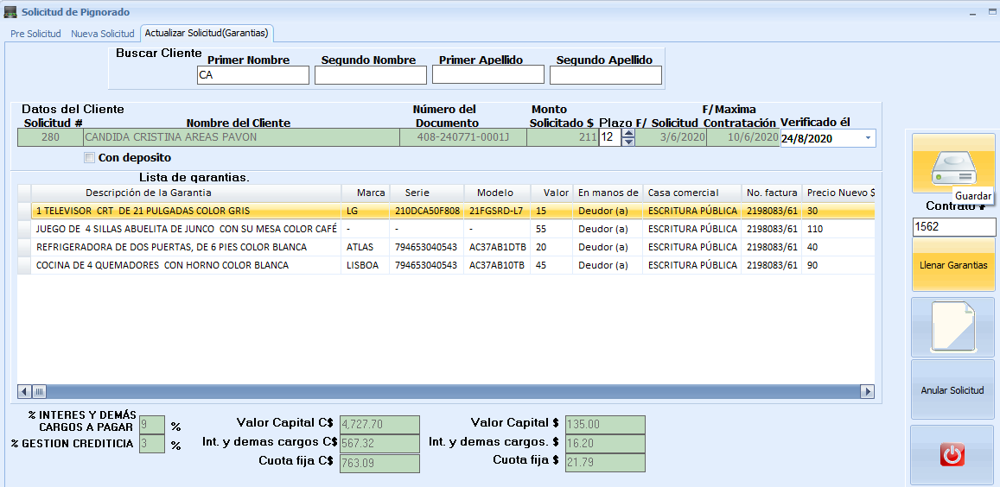 Solicitud de Pignorado
Pre Solicitud Nueva Solicitud Actualizar Solicitud(Garantias)
Buscar Cliente
Primer Nombre Segundo Nombre Primer Apellido Segundo Apellido
CA
Datos del Cliente
Solicitud # Nombre del Cliente Número del Documento Monto Solicitado $ Plazo F/ Solicitud F/Maxima Contratación Verificado él
280 CANDIDA CRISTINA AREAS PAVON 408-240771-0001J 211 12 3/6/2020 10/6/2020 24/8/2020
Con deposito
Lista de garantias.
Descripción de la Garantia Marca Serie Modelo Valor En manos de Casa comercial No. factura Precio Nuevo $
1 TELEVISOR CRT DE 21 PULGADAS COLOR GRIS LG 210DCA50F808 21FGSRD-L7 15 Deudor (a) ESCRITURA PÚBLICA 2198083/61 30
JUEGO DE 4 SILLAS ABUELITA DE JUNCO CON SU MESA COLOR CAFÉ - - - 55 Deudor (a) ESCRITURA PÚBLICA 2198083/61 110
REFRIGERADORA DE DOS PUERTAS, DE 6 PIES COLOR BLANCA ATLAS 794653040543 AC37AB1DTB 20 Deudor (a) ESCRITURA PÚBLICA 2198083/61 40
COCINA DE 4 QUEMADORES CON HORNO COLOR BLANCA LISBOA 794653040543 AC37AB10TB 45 Deudor (a) ESCRITURA PÚBLICA 2198083/61 90
Guardar
Contrato #
1562
Llenar Garantias
Anular Solicitud
% INTERES Y DEMÁS
CARGOS A PAGAR 9 %
% GESTION CREDITICIA 3 %
Valor Capital C$ 4,727.70
Int. y demas cargos C$ 567.32
Cuota fija C$ 763.09
Valor Capital $ 135.00
Int. y demas cargos. $ 16.20
Cuota fija $ 21.79